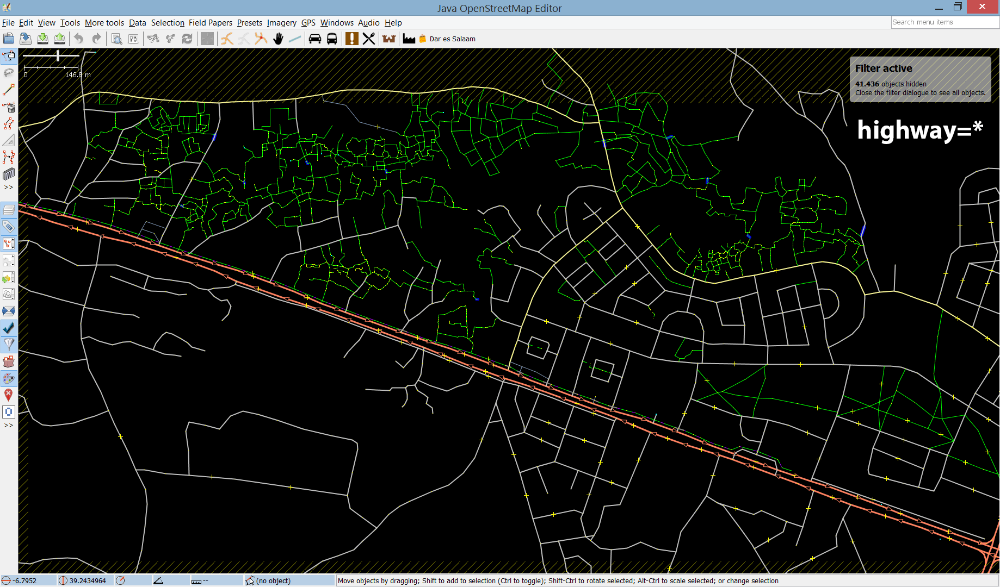 Java OpenStreetMap Editor
File Edit View Tools More tools Data Selection Field Papers Presets Imagery GPS Windows Audio Help
Search menu items
Dar es Salaam
0 146.8 m
Filter active
41.436 objects hidden
Close the filter dialogue to see all objects.
highway=*
>>
>>
-6.7952 39.2434964 -- (no object) Move objects by dragging; Shift to add to selection (Ctrl to toggle); Shift-Ctrl to rotate selected; Alt-Ctrl to scale selected; or change selection